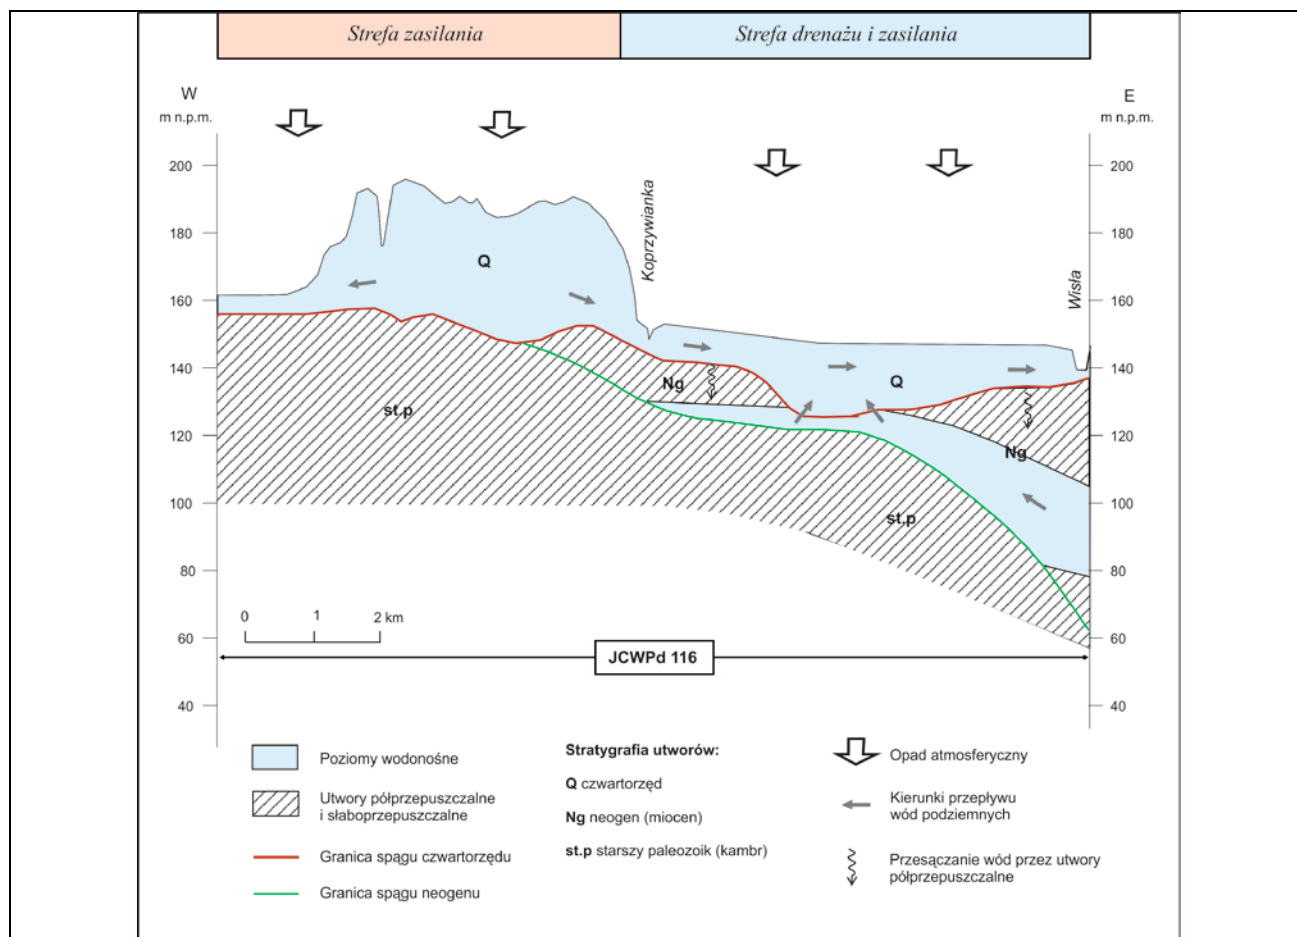 Strefa zasilania
Strefa drenażu i zasilania
W
m n.p.m.
E
m n.p.m.
200
180
160
140
120
100
80
60
40
200
180
160
140
120
100
80
60
40
Koprzywianka
Wisła
Q
Q
Ng
Ng
st.p
st.p
0 1 2 km
JCWPd 116
Poziomy wodonośne
Utwory półprzepuszczalne
i słaboprzepuszczalne
Granica spągu czwartorzędu
Granica spągu neogenu
Stratygrafia utworów:
Q czwartorzęd
Ng neogen (miocen)
st.p starszy paleozoik (kambr)
Opad atmosferyczny
Kierunki przepływu
wód podziemnych
Przesączanie wód przez utwory
półprzepuszczalne